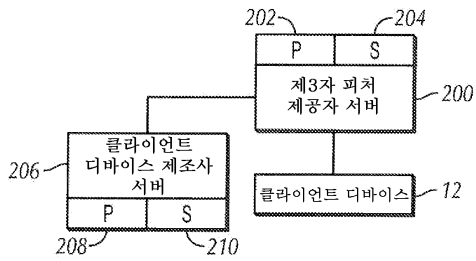 202
204
P
S
제3자 피처
제공자 서버
200
클라이언트
디바이스 제조사
서버
206
P
S
208
210
클라이언트 디바이스
12